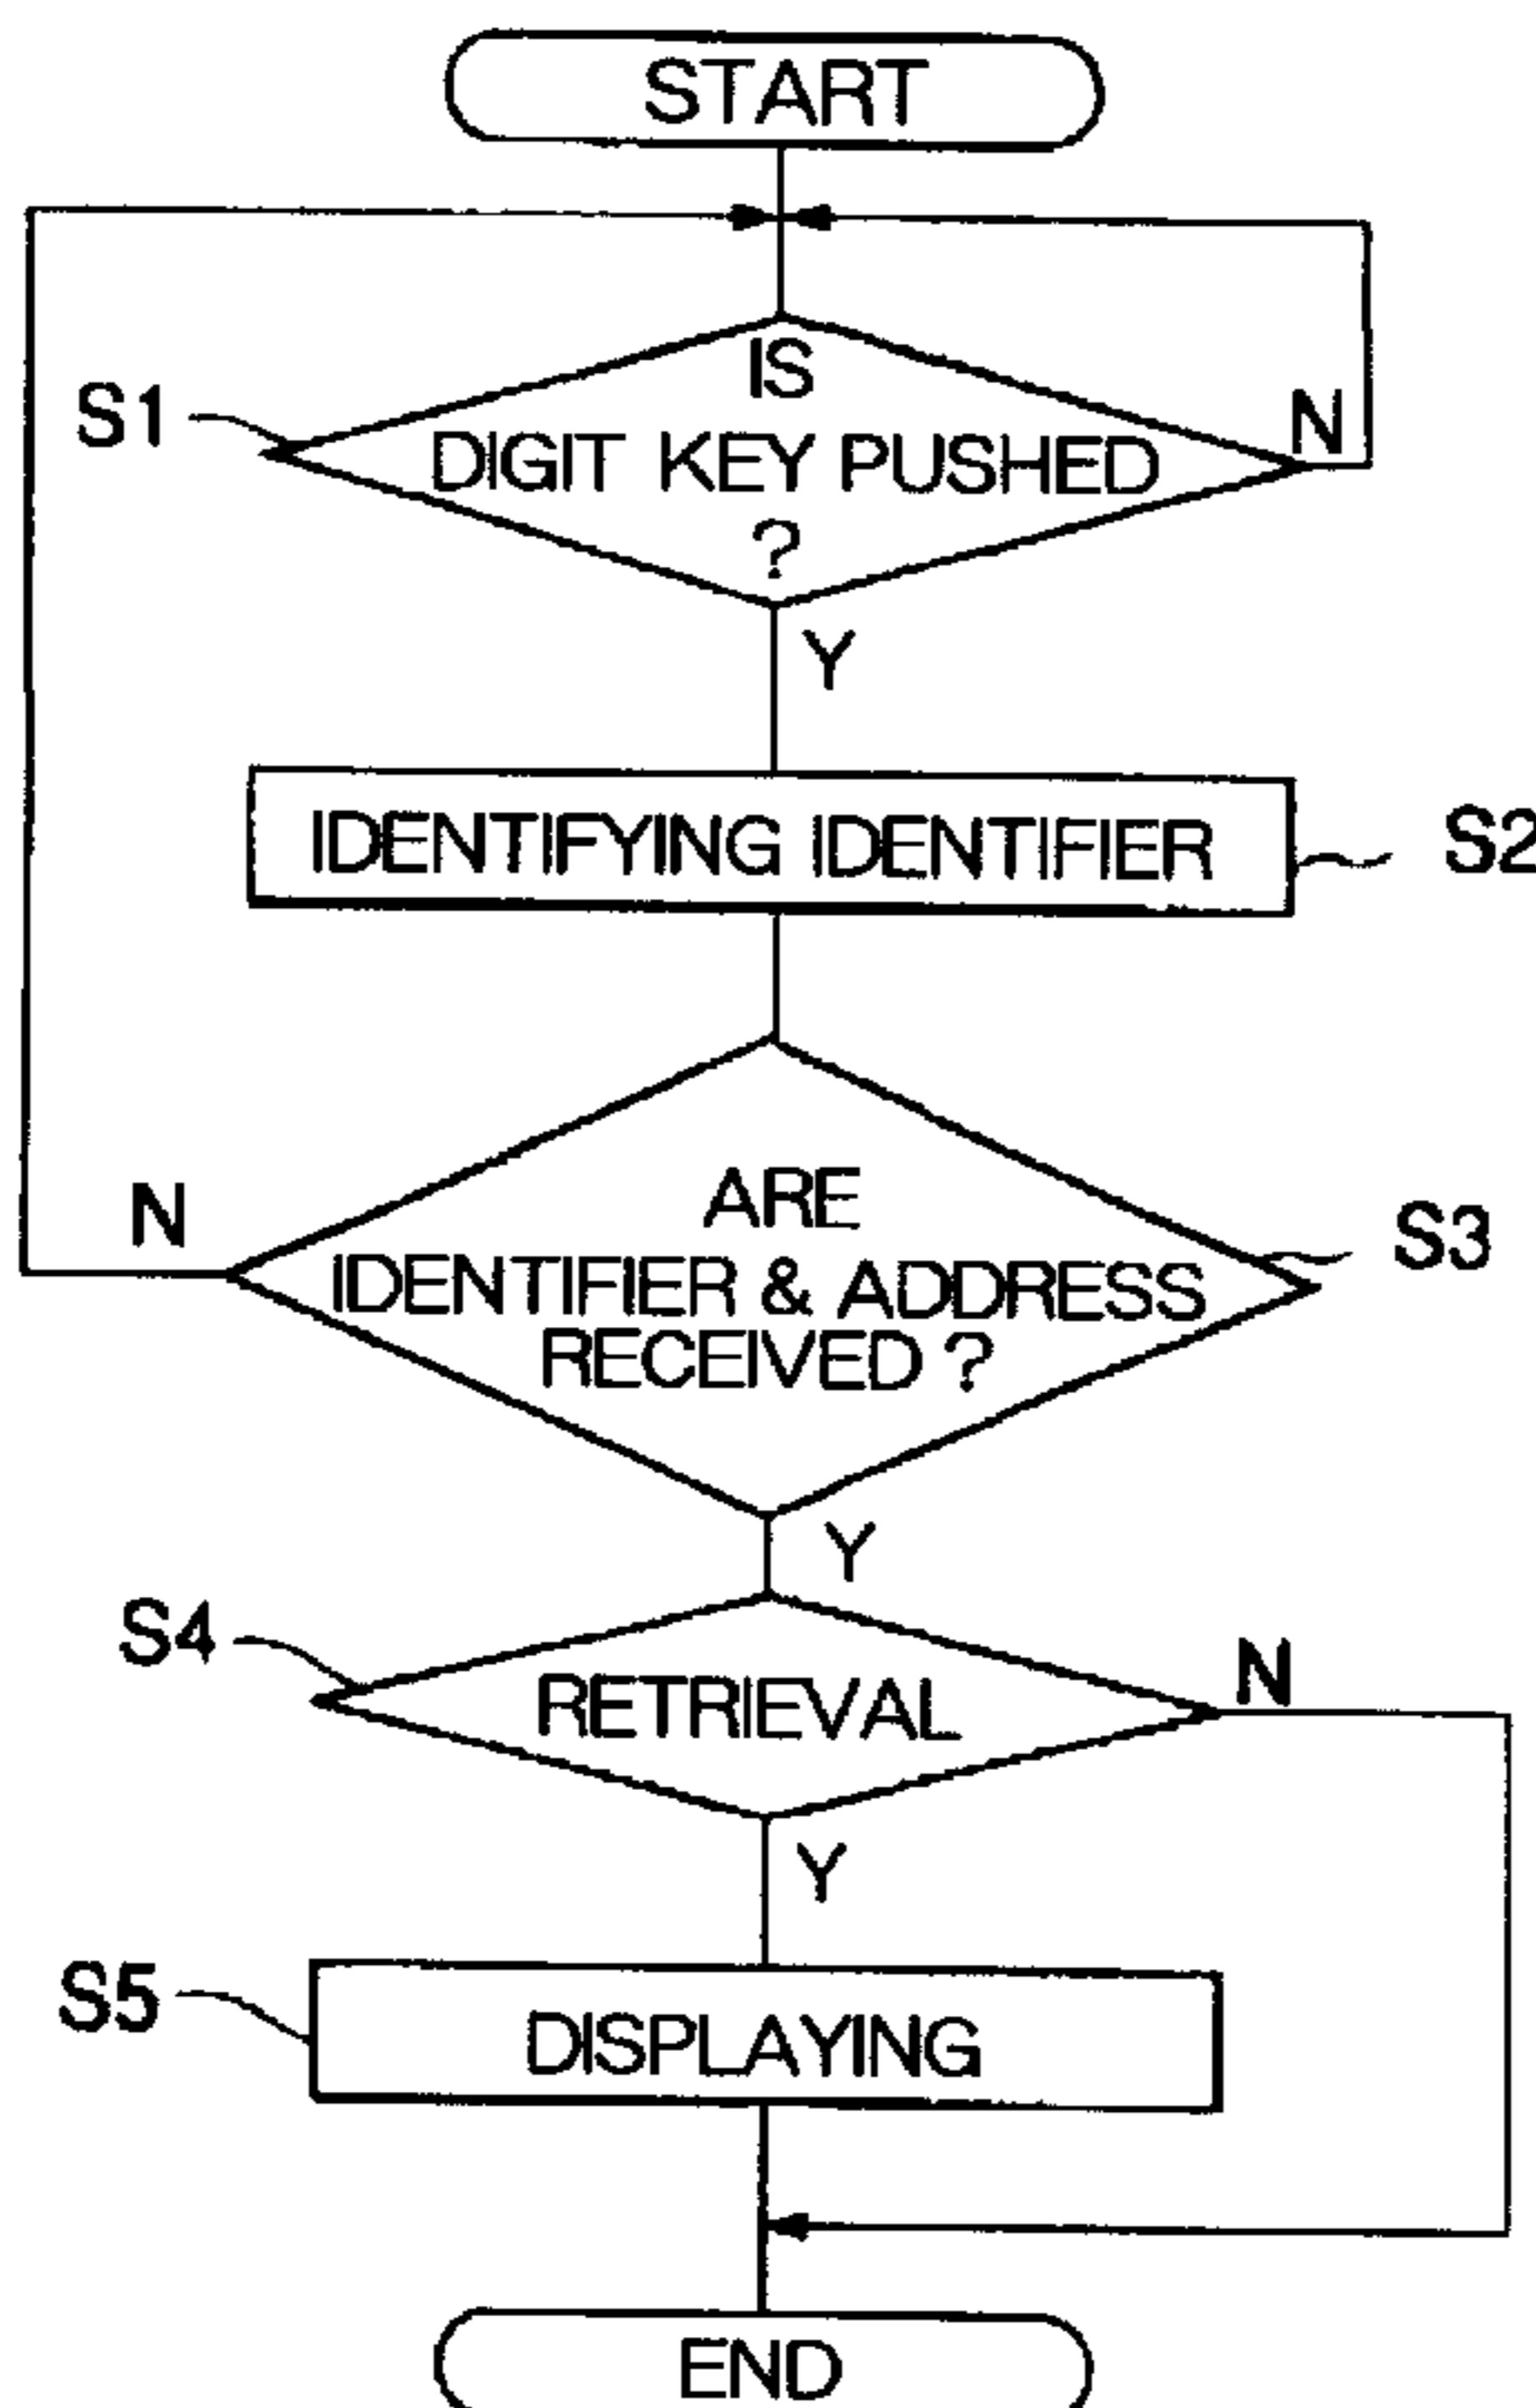 START
S1
IS
DIGIT KEY PUSHED
?
N
Y
IDENTIFYING IDENTIFIER
S2
N
ARE
IDENTIFIER & ADDRESS
RECEIVED ?
S3
Y
S4
RETRIEVAL
N
Y
S5
DISPLAYING
END